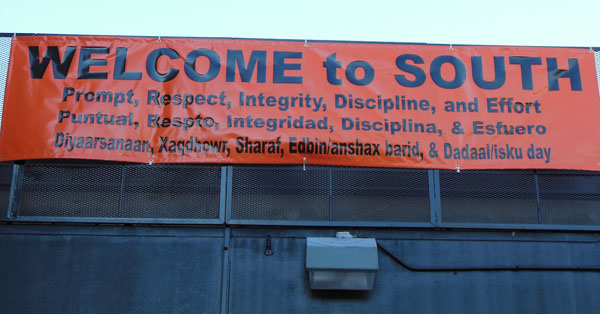 WELCOME to SOUTH
Prompt, Respect, Integrity, Discipline, and Effort
Puntual, Respto, Integridad, Disciplina, & Esfuero
Diyaarsanaan, Xaqdhowr, Sharaf, Edbin/anshax barid, & Dadaal/isku day